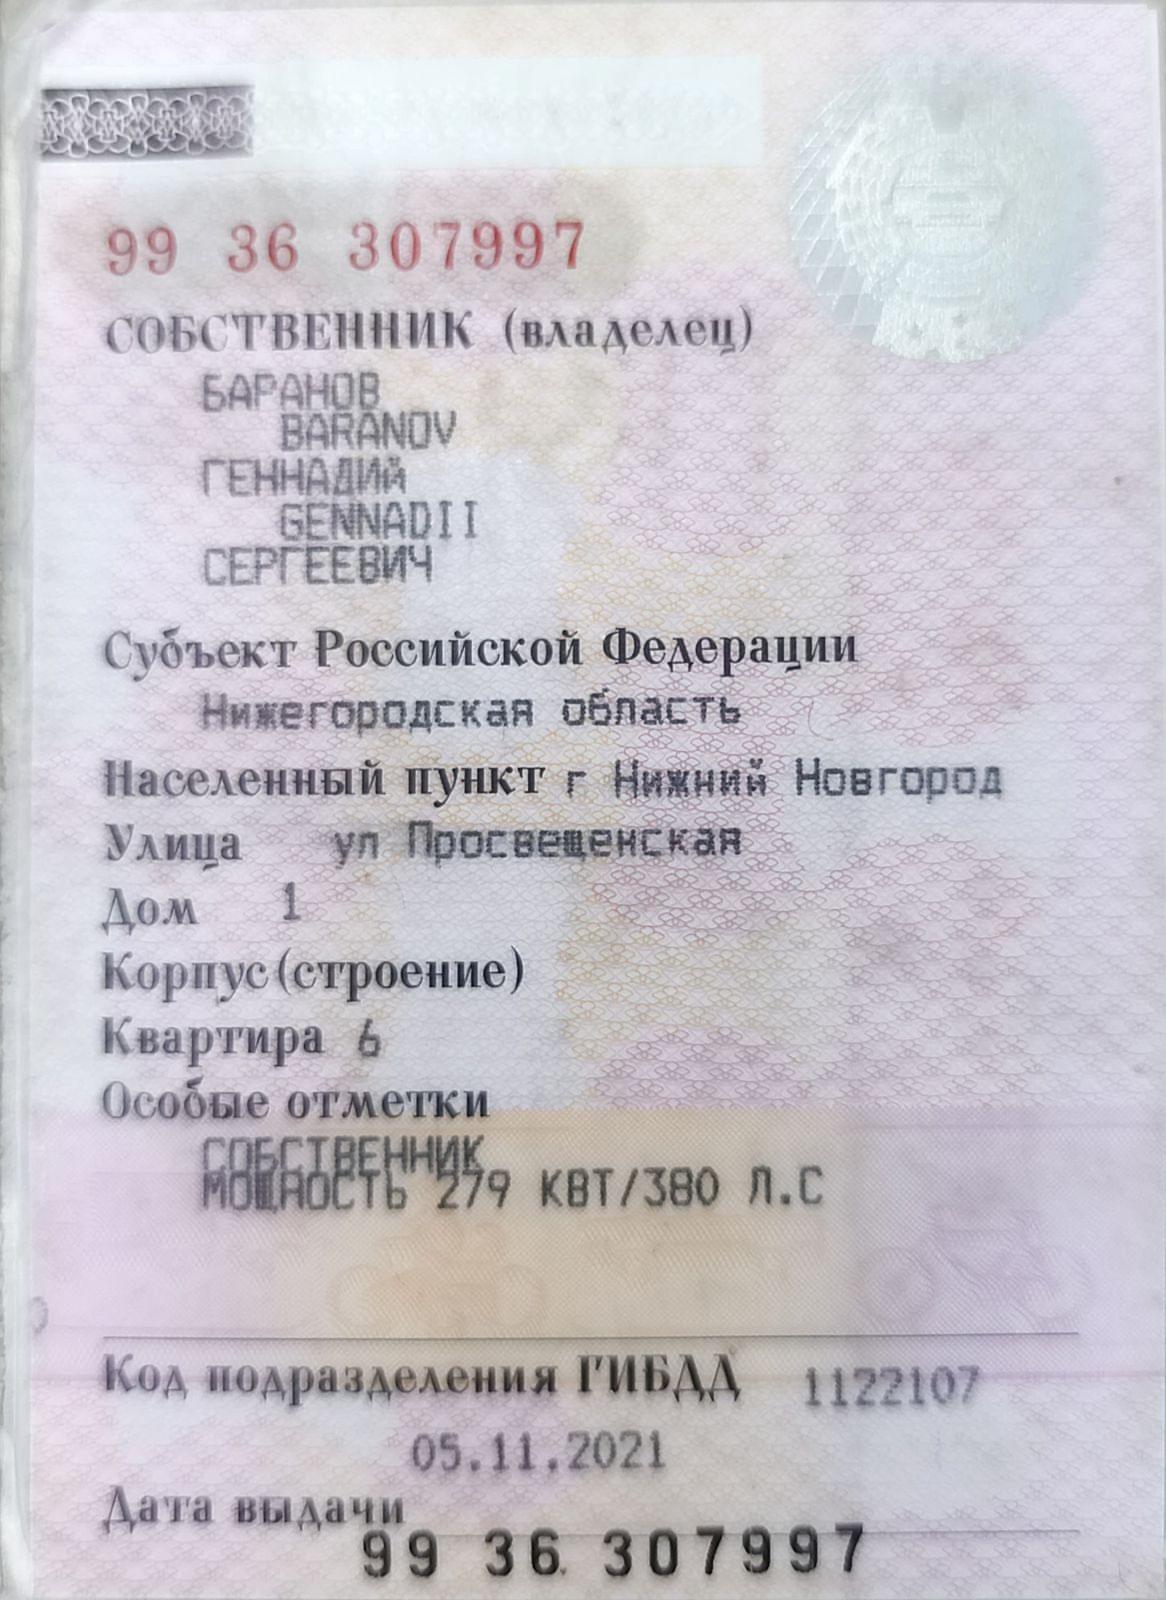 99 36 307997
СОБСТВЕННИК (владелец)
БАРАНОВ
BARANOV
ГЕННАДИЙ
GENNADII
СЕРГЕЕВИЧ
Субъект Российской Федерации
Нижегородская область
Населенный пункт г Нижний Новгород
Улица ул Просвещенская
Дом 1
Корпус (строение)
Квартира 6
Особые отметки
СОБСТВЕННИК
МОЩНОСТЬ 279 КВТ/380 Л.С
Код подразделения ГИБДД 1122107
05.11.2021
Дата выдачи
99 36 307997